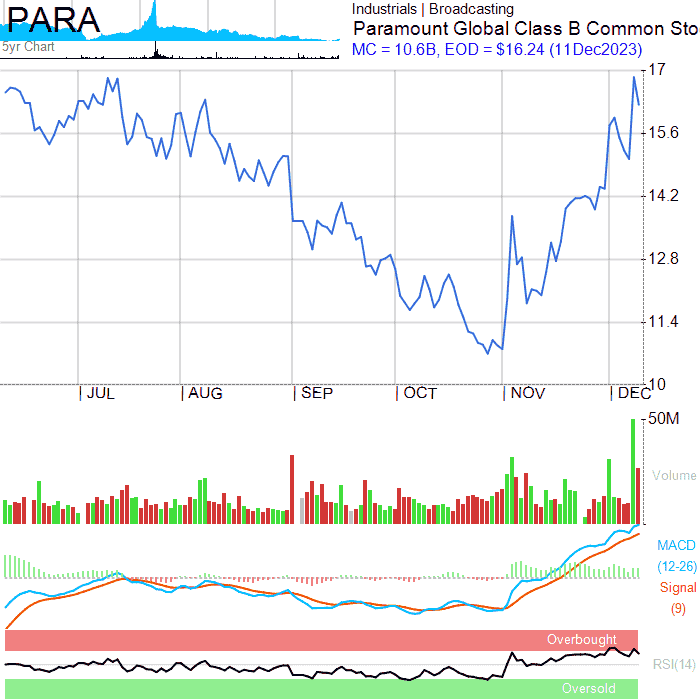 PARA
5yr Chart
Industrials | Broadcasting
Paramount Global Class B Common Sto
MC = 10.6B, EOD = $16.24 (11Dec2023)
17
15.6
14.2
12.8
11.4
10
JUL AUG SEP OCT NOV DEC
50M
Volume
MACD
(12-26)
Signal
(9)
Overbought
RSI(14)
Oversold